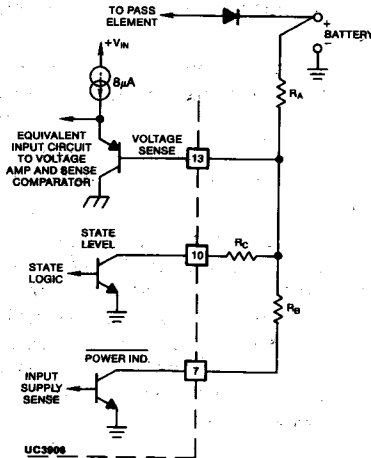 TO PASS
ELEMENT
+
BATTERY
−
+VIN
8μA
RA
EQUIVALENT
INPUT CIRCUIT
TO VOLTAGE
AMP AND SENSE
COMPARATOR
VOLTAGE
SENSE
13
STATE
LEVEL
10
RC
STATE
LOGIC
RB
POWER IND.
7
INPUT
SUPPLY
SENSE
UC3906